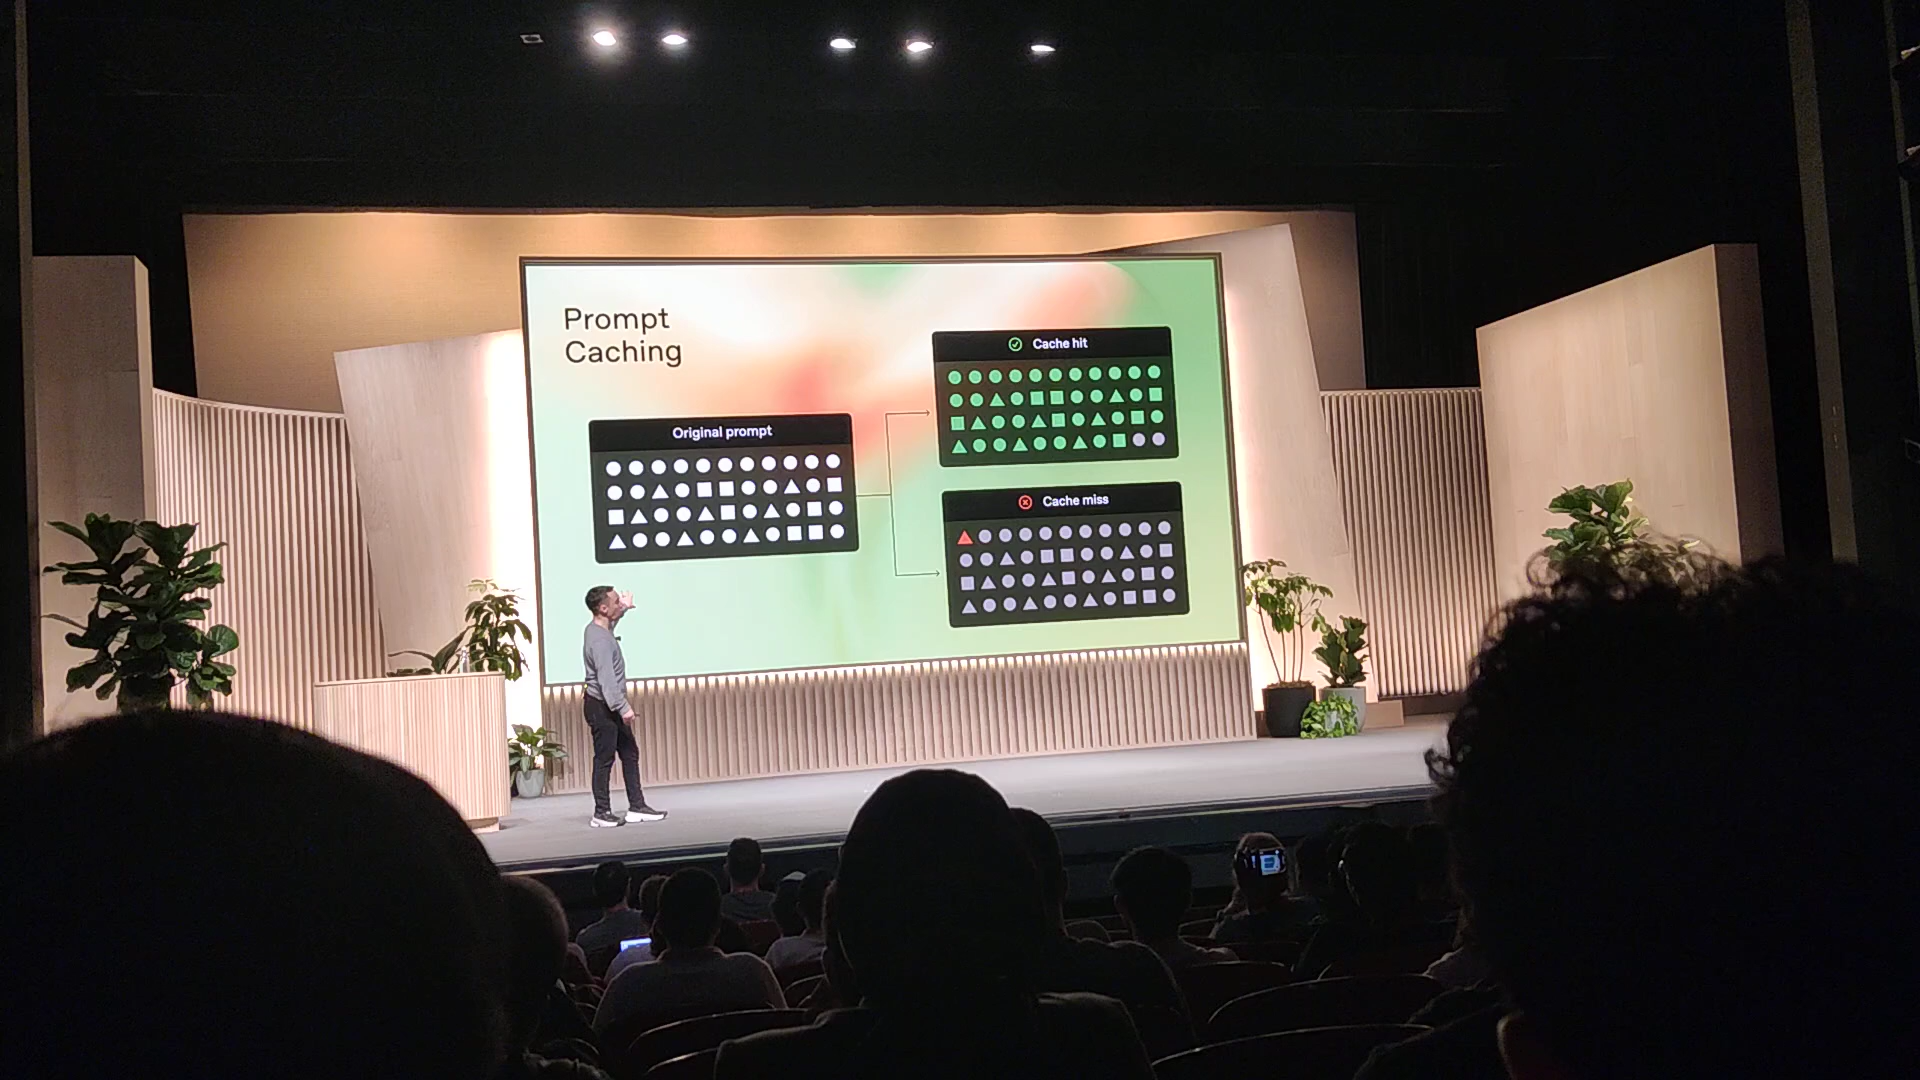 Prompt
Caching
Original prompt
Cache hit
Cache miss